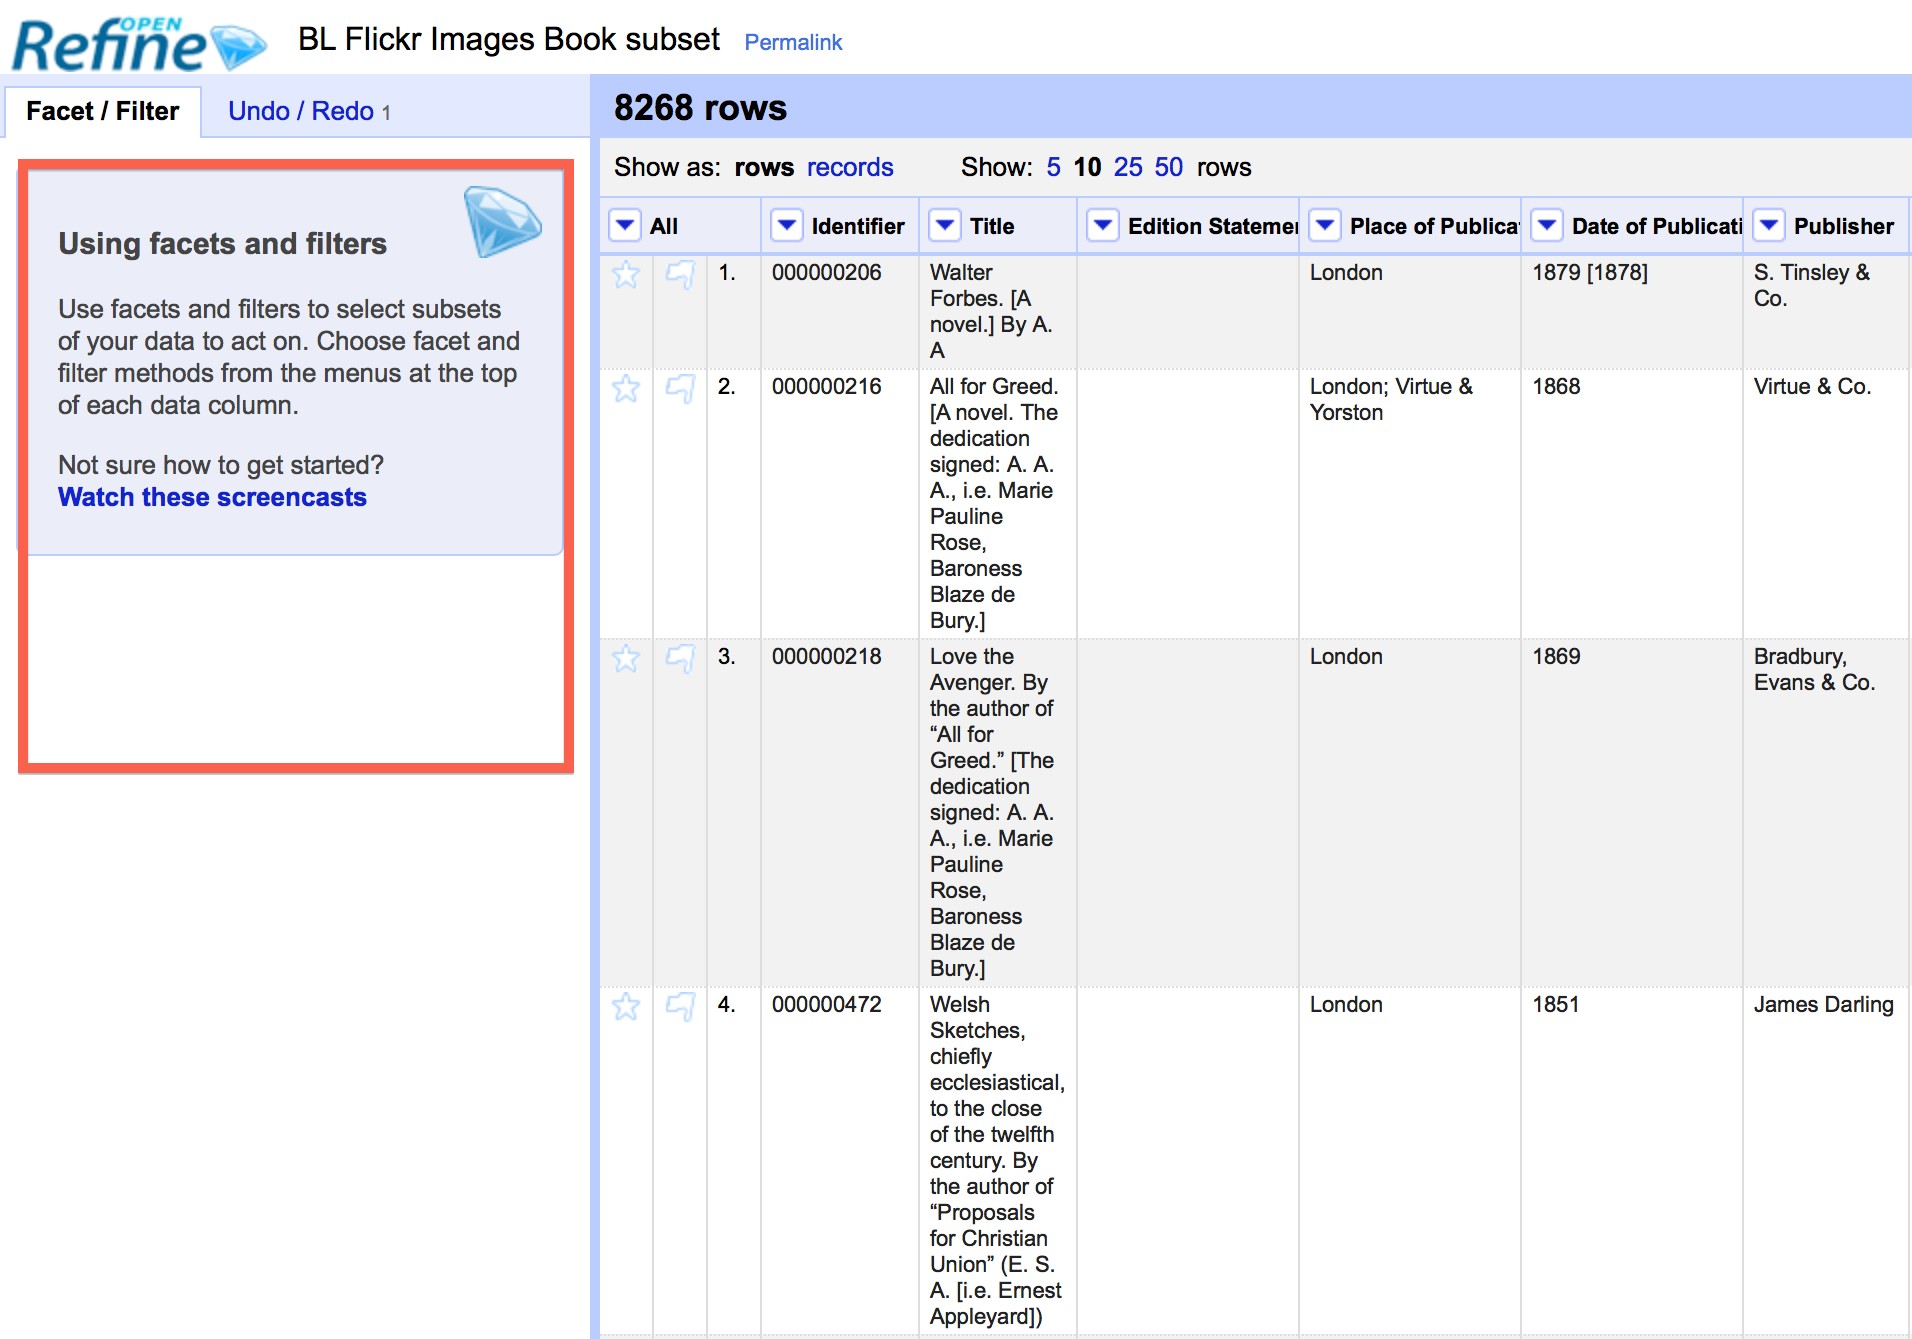 OPEN
Refine
BL Flickr Images Book subset Permalink
Facet / Filter Undo / Redo 1
Using facets and filters
Use facets and filters to select subsets
of your data to act on. Choose facet and
filter methods from the menus at the top
of each data column.
Not sure how to get started?
Watch these screencasts
8268 rows
Show as: rows records Show: 5 10 25 50 rows
All Identifier Title Edition Statemer Place of Publica Date of Publicati Publisher
1. 000000206 Walter
Forbes. [A
novel.] By A.
A
London
1879 [1878]
S. Tinsley &
Co.
2. 000000216 All for Greed.
[A novel. The
dedication
signed: A. A.
A., i.e. Marie
Pauline
Rose,
Baroness
Blaze de
Bury.]
London; Virtue &
Yorston
1868
Virtue & Co.
3. 000000218 Love the
Avenger. By
the author of
“All for
Greed.” [The
dedication
signed: A. A.
A., i.e. Marie
Pauline
Rose,
Baroness
Blaze de
Bury.]
London
1869
Bradbury,
Evans & Co.
4. 000000472 Welsh
Sketches,
chiefly
ecclesiastical,
to the close
of the twelfth
century. By
the author of
“Proposals
for Christian
Union” (E. S.
A. [i.e. Ernest
Appleyard])
London
1851
James Darling